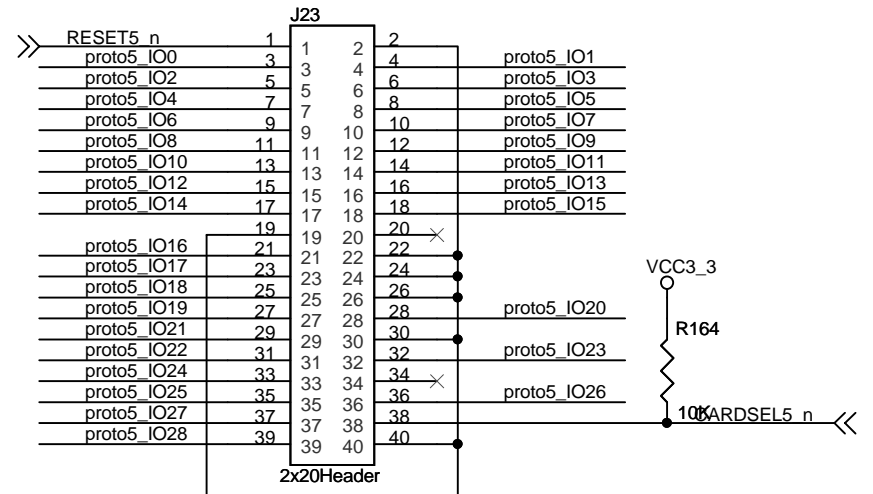 J23
RESET5_n 1 1 2 2
proto5_IO0 3 3 4 4 proto5_IO1
proto5_IO2 5 5 6 6 proto5_IO3
proto5_IO4 7 7 8 8 proto5_IO5
proto5_IO6 9 9 10 10 proto5_IO7
proto5_IO8 11 11 12 12 proto5_IO9
proto5_IO10 13 13 14 14 proto5_IO11
proto5_IO12 15 15 16 16 proto5_IO13
proto5_IO14 17 17 18 18 proto5_IO15
19 19 20 20
proto5_IO16 21 21 22 22
proto5_IO17 23 23 24 24
VCC3_3
proto5_IO18 25 25 26 26
proto5_IO19 27 27 28 28 proto5_IO20
proto5_IO21 29 29 30 30
R164
proto5_IO22 31 31 32 32 proto5_IO23
proto5_IO24 33 33 34 34
proto5_IO25 35 35 36 36 proto5_IO26
proto5_IO27 37 37 38 38
10K CARDSEL5_n
proto5_IO28 39 39 40 40
2x20Header